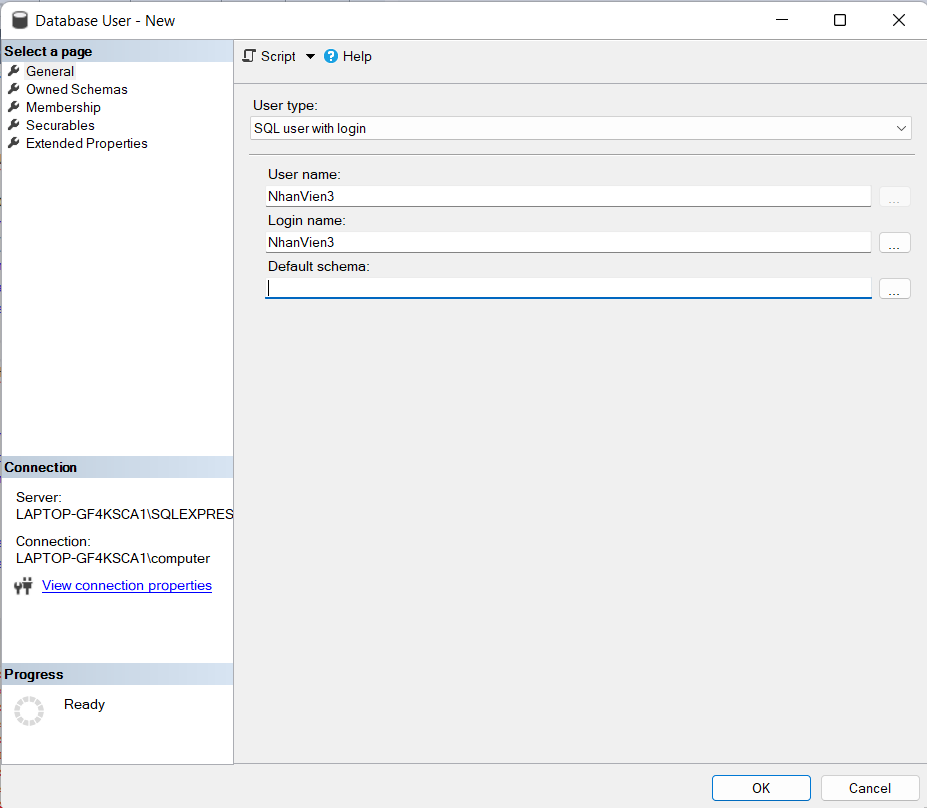 Database User - New
Select a page
General
Owned Schemas
Membership
Securables
Extended Properties
Script
Help
User type:
SQL user with login
User name:
NhanVien3
...
Login name:
NhanVien3
...
Default schema:
...
Connection
Server:
LAPTOP-GF4KSCA1\SQLEXPRES
Connection:
LAPTOP-GF4KSCA1\computer
View connection properties
Progress
Ready
OK
Cancel